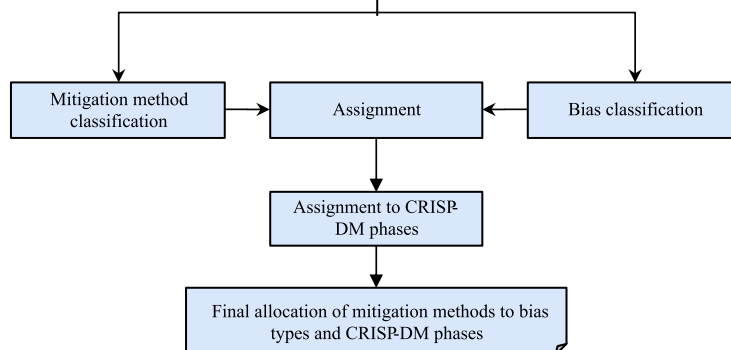 Mitigation method
classification
Assignment
Bias classification
Assignment to CRISP-
DM phases
Final allocation of mitigation methods to bias
types and CRISP-DM phases